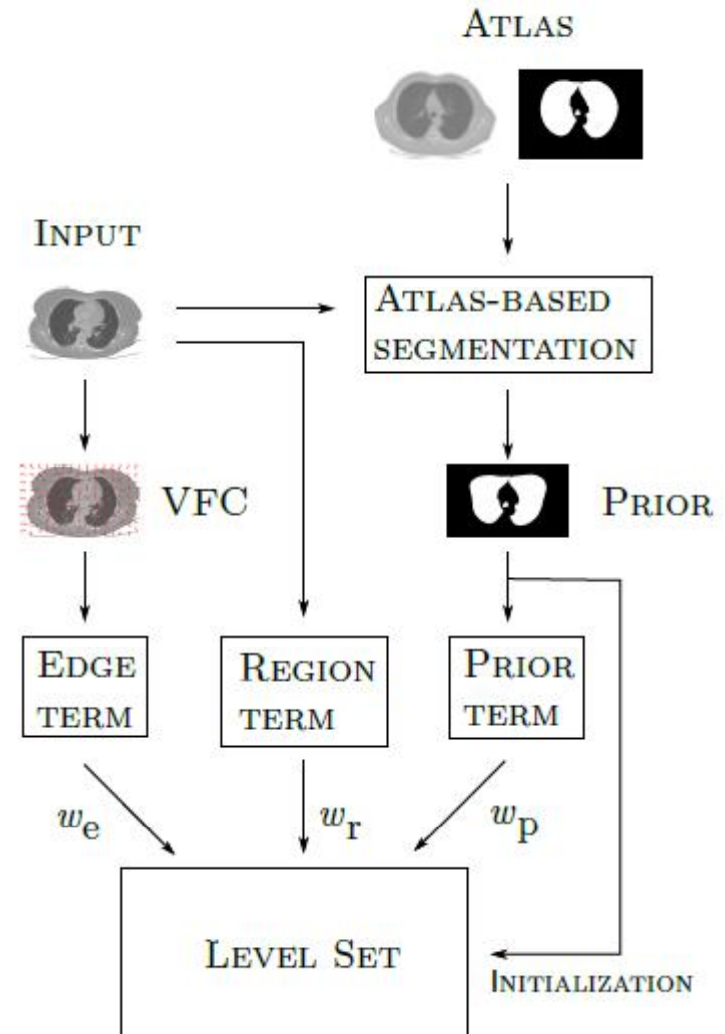 ATLAS
INPUT
ATLAS-BASED
SEGMENTATION
VFC
PRIOR
EDGE
TERM
REGION
TERM
PRIOR
TERM
we
wr
wp
LEVEL SET
INITIALIZATION